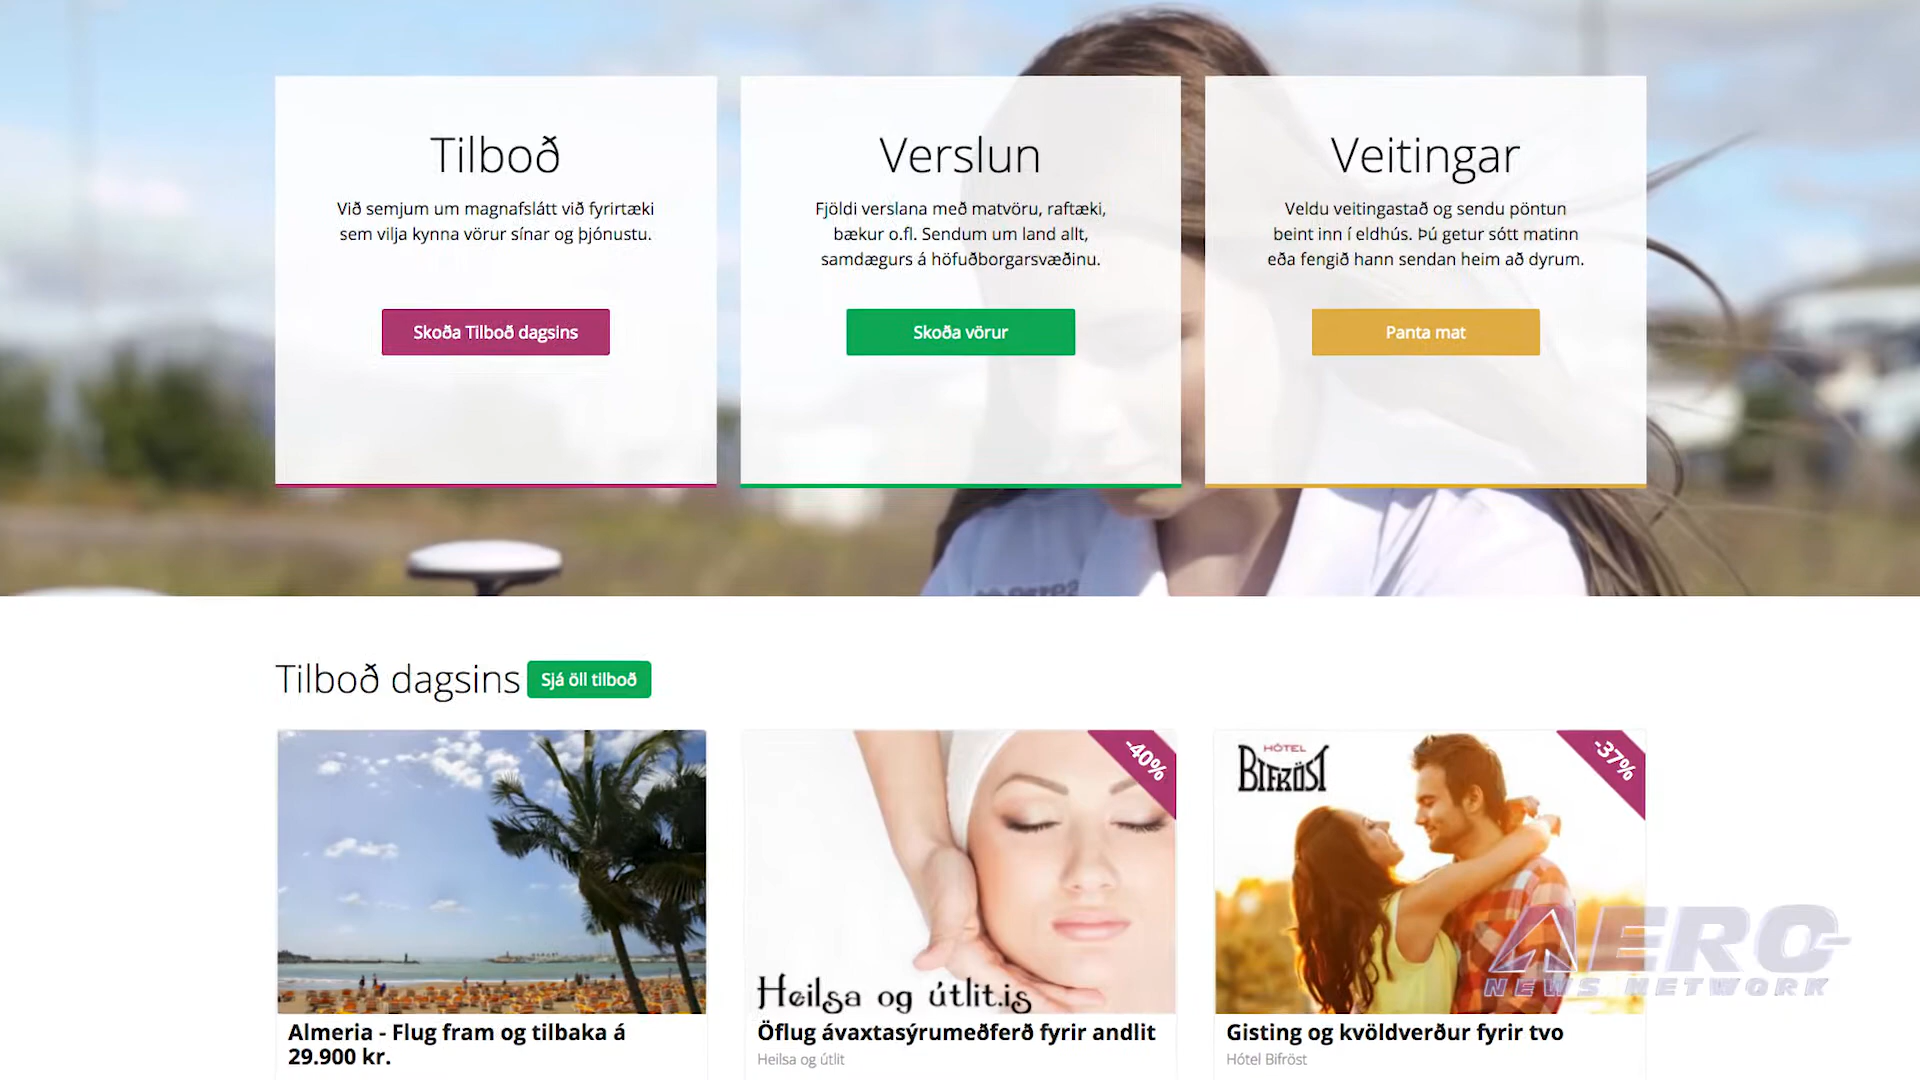 Tilboð
Við semjum um magnafslátt við fyrirtæki
sem vilja kynna vörur sínar og þjónustu.
Skoða Tilboð dagsins
Verslun
Fjöldi verslana með matvöru, raftæki,
bækur o.fl. Sendum um land allt,
samdægurs á höfuðborgarsvæðinu.
Skoða vörur
Veitingar
Veldu veitingastað og sendu pöntun
beint inn í eldhús. Þú getur sótt matinn
eða fengið hann sendan heim að dyrum.
Panta mat
Tilboð dagsins
Sjá öll tilboð
Almeria - Flug fram og tilbaka á
29.900 kr.
-40%
Heilsa og útlit.is
Öflug ávaxtasýrumeðferð fyrir andlit
Heilsa og útlit
HÓTEL
BIFRÖST
-37%
Gisting og kvöldverður fyrir tvo
Hótel Bifröst
AERO-
NEWS NETWORK